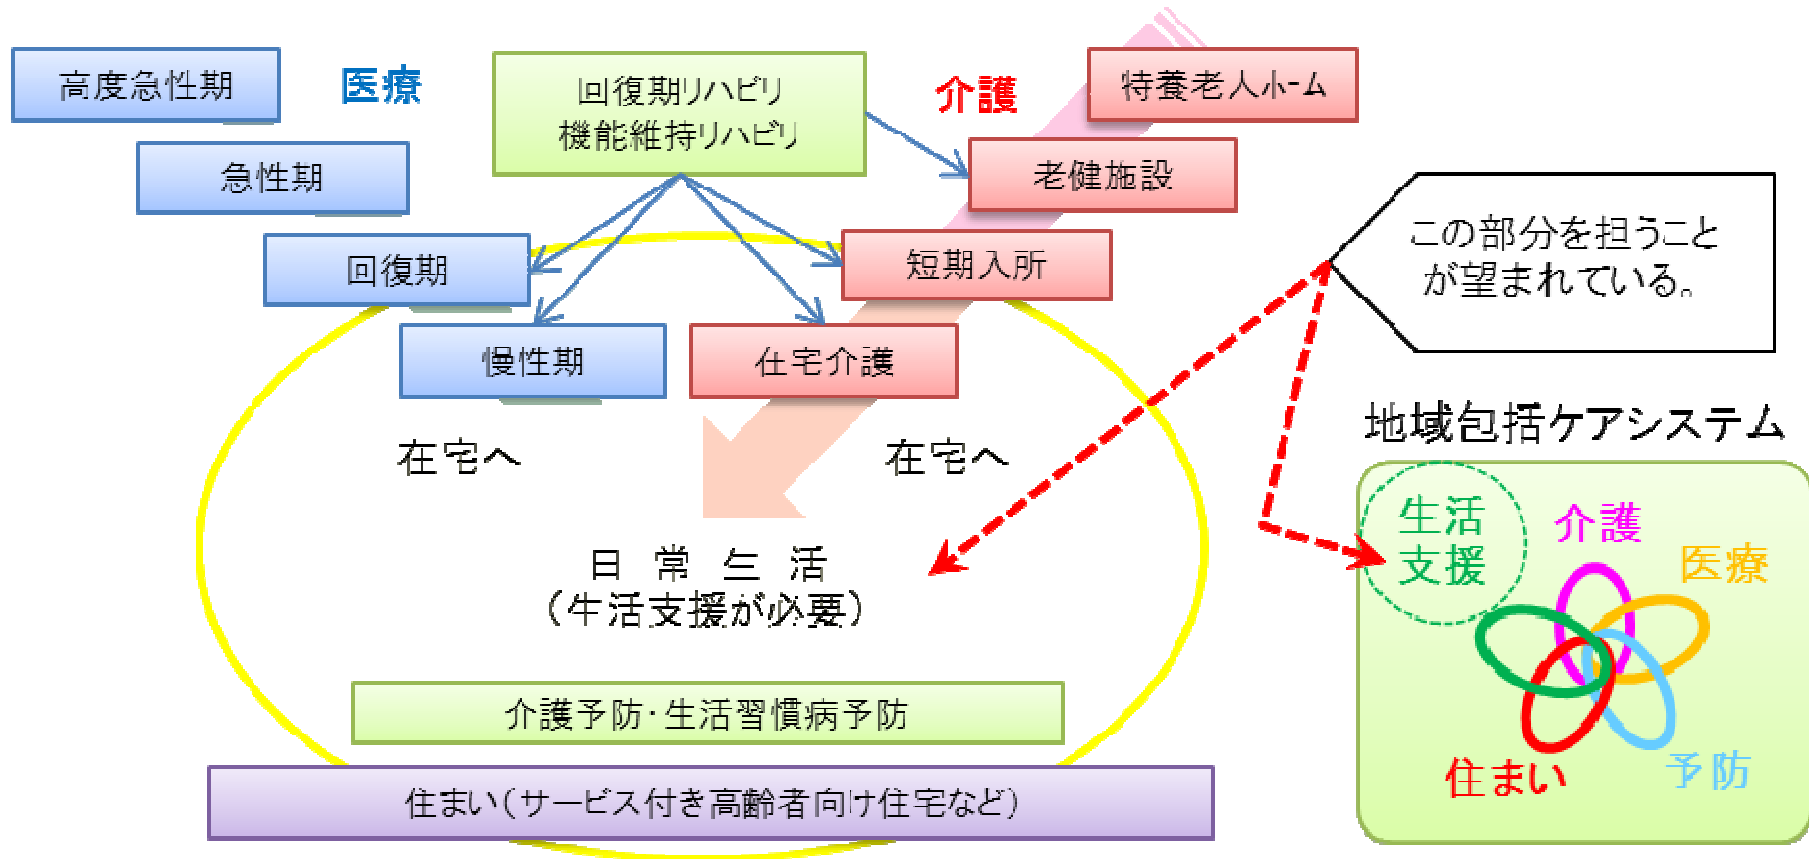 高度急性期
医療
回復期リハビリ
機能維持リハビリ
介護
特養老人ホーム
急性期
老健施設
回復期
短期入所
この部分を担うこと
が望まれている。
慢性期
在宅介護
在宅へ
在宅へ
地域包括ケアシステム
日 常 生 活
（生活支援が必要）
生活
支援
介護
医療
住まい
予防
介護予防・生活習慣病予防
住まい（サービス付き高齢者向け住宅など）